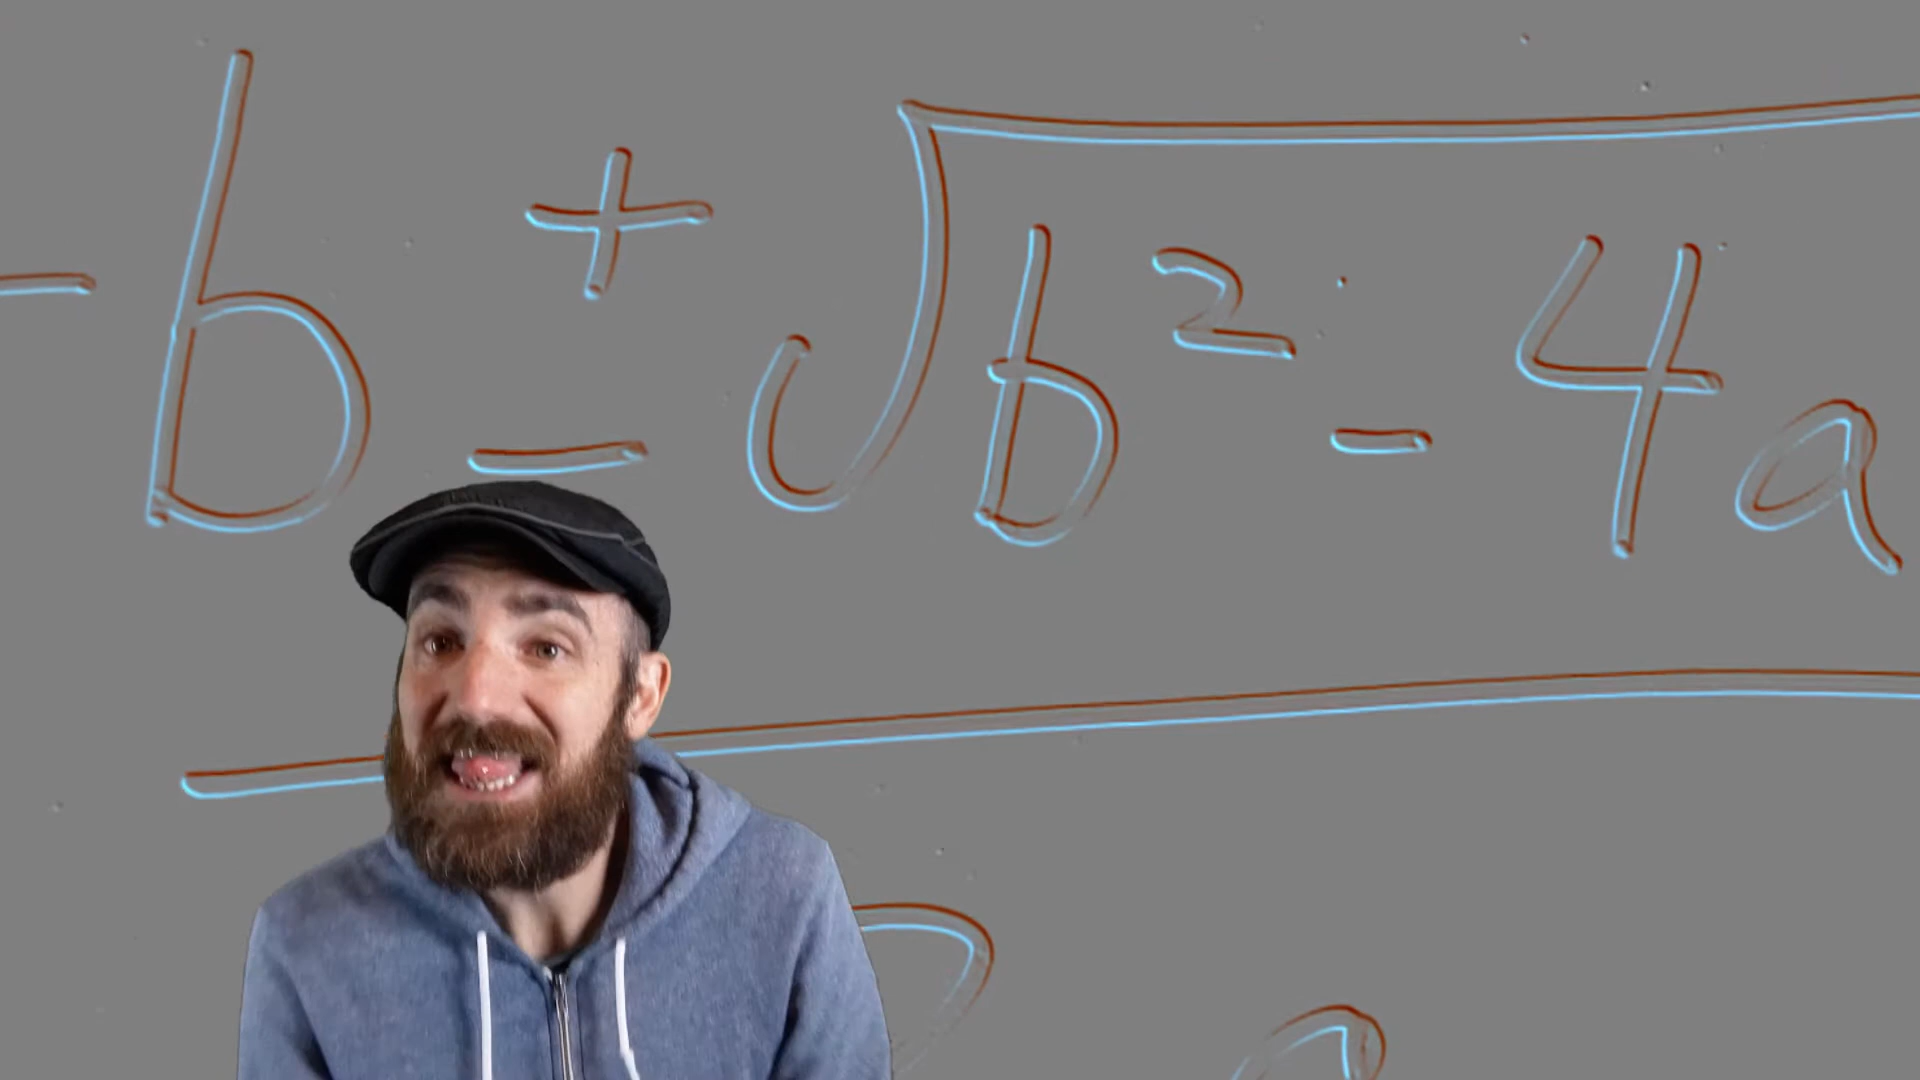 -b ± √b² - 4a
2a